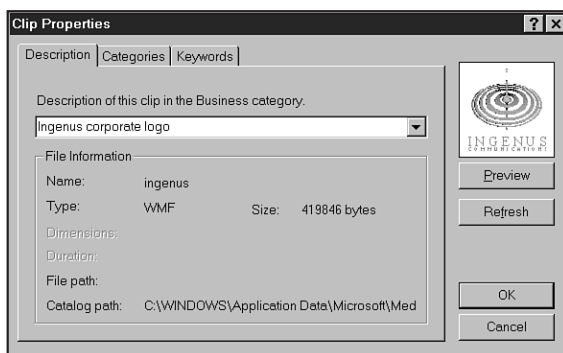 Clip Properties
? ×
Description Categories Keywords
Description of this clip in the Business category.
Ingenus corporate logo
File Information
Name: ingenus
Type: WMF Size: 419846 bytes
Dimensions:
Duration:
File path:
Catalog path: C:\WINDOWS\Application Data\Microsoft\Med
INGENUS
COMMUNICATIONS
Preview
Refresh
OK
Cancel